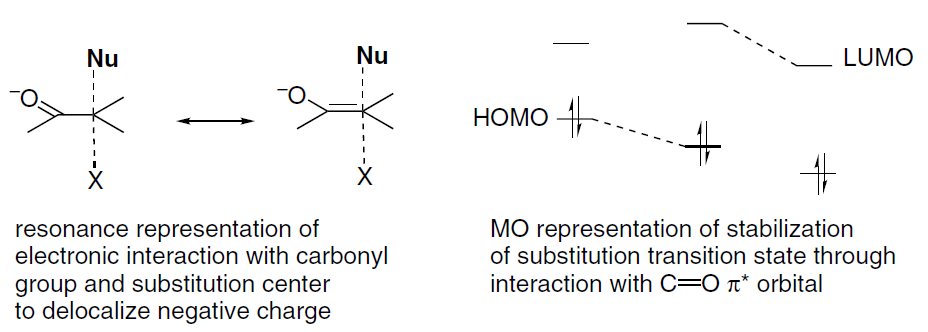 Nu
Nu
⁻O
⁻O
X
X
HOMO
LUMO
resonance representation of
electronic interaction with carbonyl
group and substitution center
to delocalize negative charge
MO representation of stabilization
of substitution transition state through
interaction with C=O π* orbital